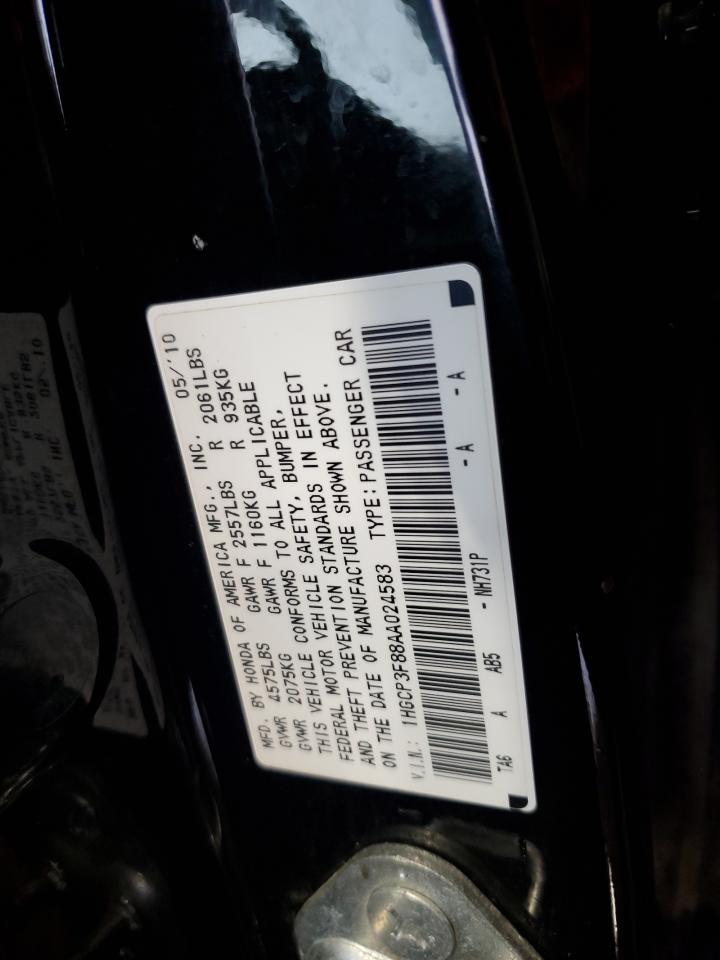 MFD. BY HONDA OF AMERICA MFG., INC. 05/'10
GVWR 4575LBS GAWR F 2557LBS R 2061LBS
GVWR 2075KG GAWR F 1160KG R 935KG
THIS VEHICLE CONFORMS TO ALL APPLICABLE
FEDERAL MOTOR VEHICLE SAFETY, BUMPER,
AND THEFT PREVENTION STANDARDS IN EFFECT
ON THE DATE OF MANUFACTURE SHOWN ABOVE.
V.I.N.: 1HGCP3F88AA024583 TYPE:PASSENGER CAR
TA6 A AB5 - NH731P - A - A